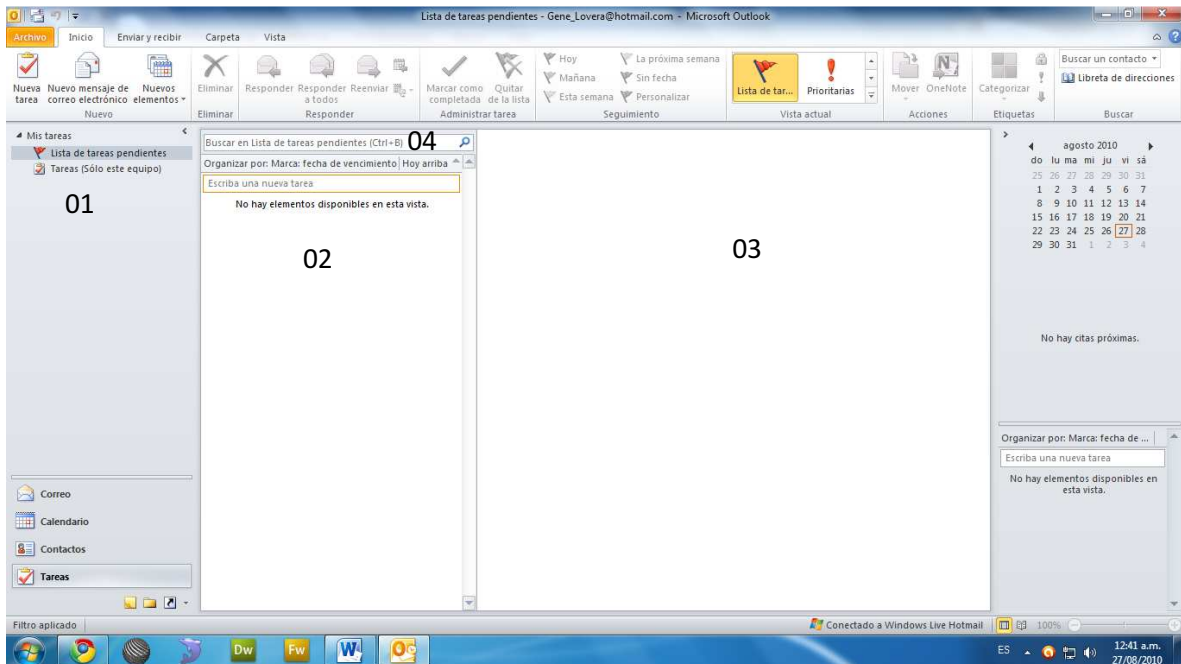 Lista de tareas pendientes - Gene_Lovera@hotmail.com - Microsoft Outlook
Archivo Inicio Enviar y recibir Carpeta Vista
Nueva tarea
Nuevo mensaje de correo electrónico
Nuevos elementos
Nuevo
Eliminar
Eliminar
Responder
Responder a todos
Reenviar
Responder
Marcar como completada
Quitar de la lista
Administrar tarea
Hoy
Mañana
Esta semana
La próxima semana
Sin fecha
Personalizar
Seguimiento
Lista de tar...
Prioritarias
Vista actual
Mover
OneNote
Acciones
Categorizar
Etiquetas
Buscar un contacto
Libreta de direcciones
Buscar
Mis tareas
Lista de tareas pendientes
Tareas (Sólo este equipo)
01
Correo
Calendario
Contactos
Tareas
Buscar en Lista de tareas pendientes (Ctrl+B)
04
Organizar por: Marca: fecha de vencimiento Hoy arriba
Escriba una nueva tarea
No hay elementos disponibles en esta vista.
02
03
agosto 2010
do lu ma mi ju vi sá
25 26 27 28 29 30 31
1 2 3 4 5 6 7
8 9 10 11 12 13 14
15 16 17 18 19 20 21
22 23 24 25 26 27 28
29 30 31 1 2 3 4
No hay citas próximas.
Organizar por: Marca: fecha de ...
Escriba una nueva tarea
No hay elementos disponibles en
esta vista.
Filtro aplicado
Conectado a Windows Live Hotmail
100%
Dw
Fw
W
O
ES
12:41 a.m.
27/08/2010